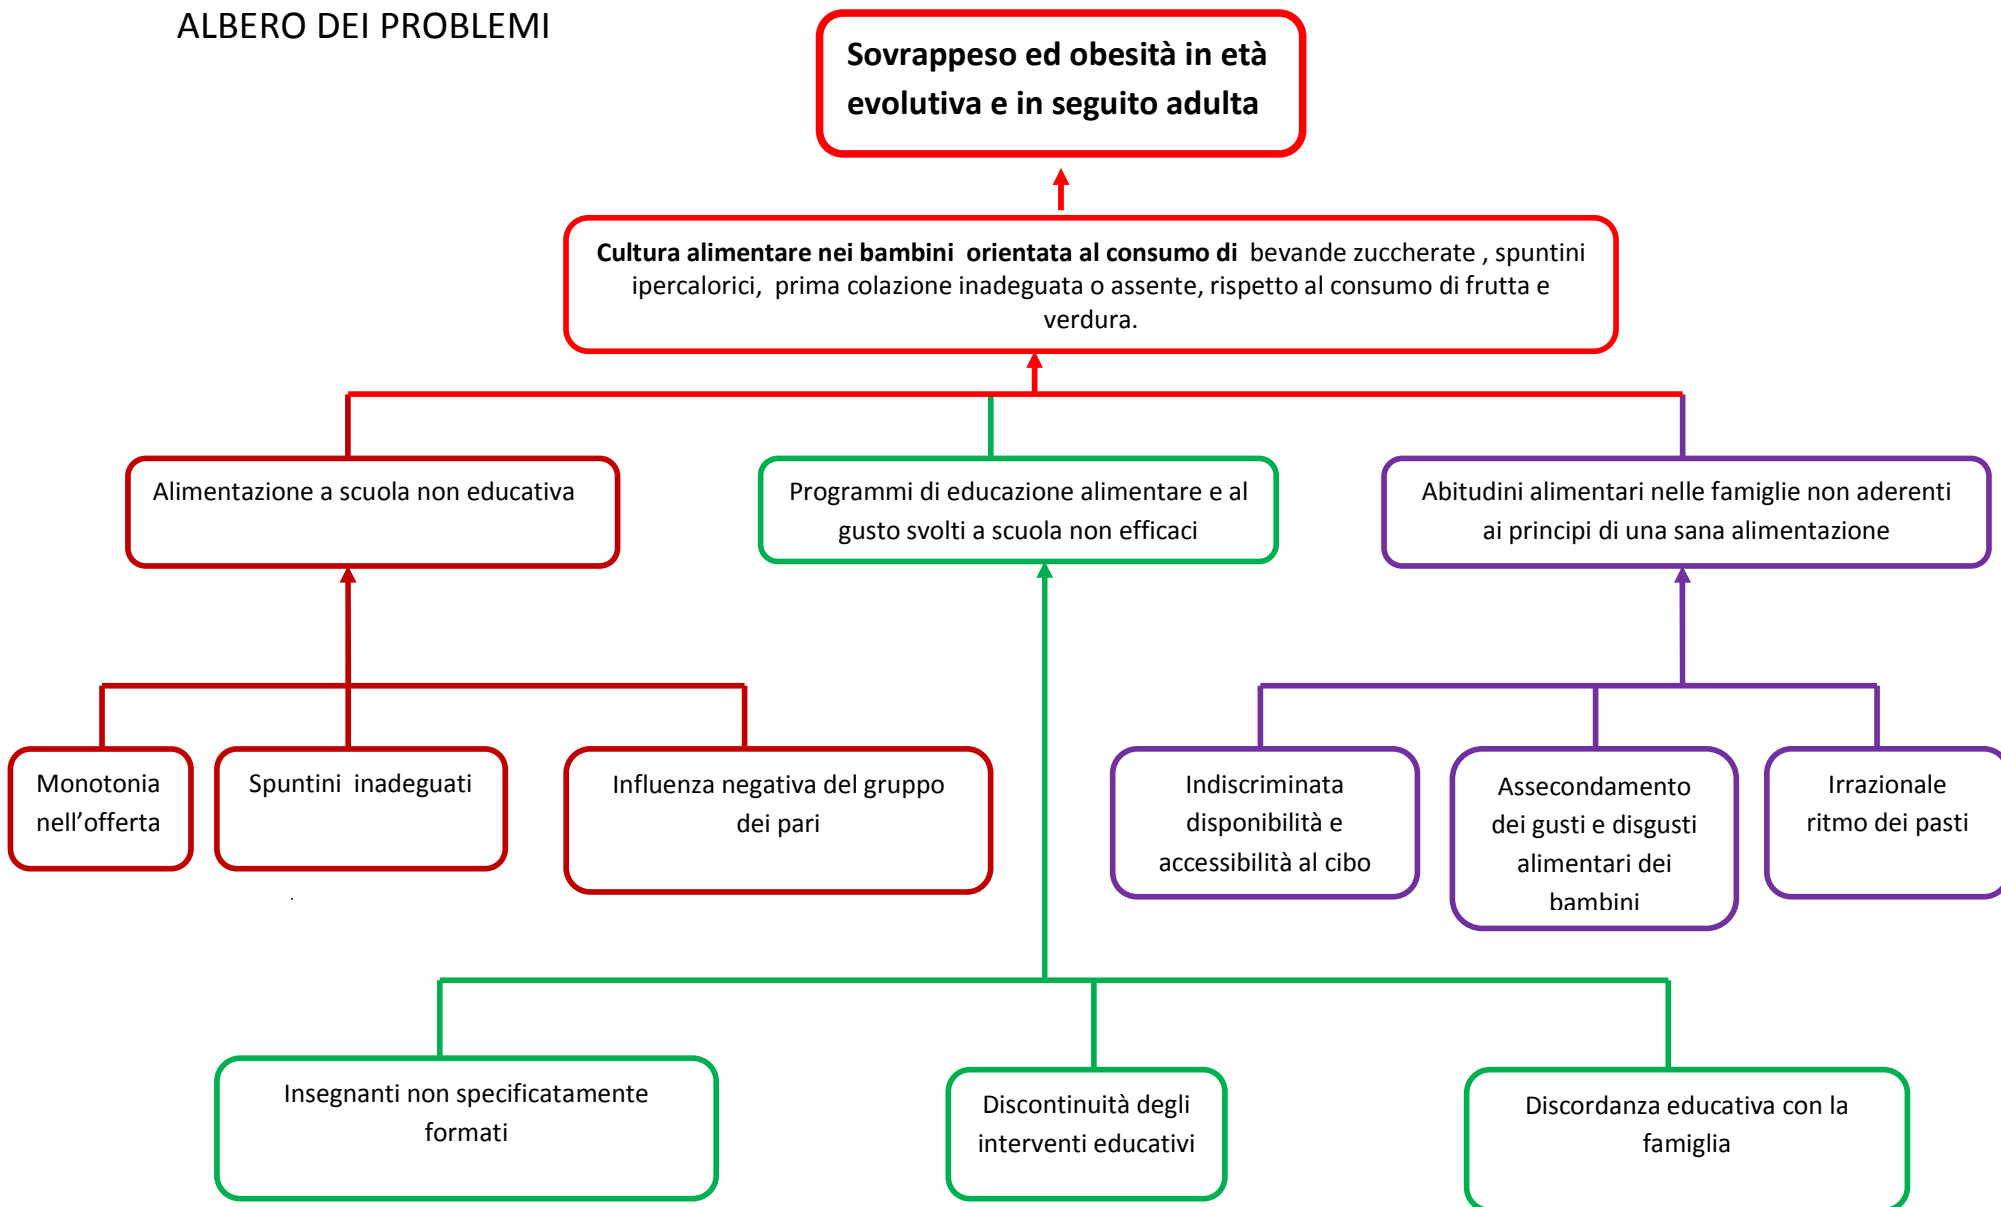 ALBERO DEI PROBLEMI
Sovrappeso ed obesità in età
evolutiva e in seguito adulta
Cultura alimentare nei bambini orientata al consumo di bevande zuccherate , spuntini
ipercalorici, prima colazione inadeguata o assente, rispetto al consumo di frutta e
verdura.
Alimentazione a scuola non educativa
Programmi di educazione alimentare e al
gusto svolti a scuola non efficaci
Abitudini alimentari nelle famiglie non aderenti
ai principi di una sana alimentazione
Monotonia
nell’offerta
Spuntini inadeguati
Influenza negativa del gruppo
dei pari
Indiscriminata
disponibilità e
accessibilità al cibo
Assecondamento
dei gusti e disgusti
alimentari dei
bambini
Irrazionale
ritmo dei pasti
Insegnanti non specificatamente
formati
Discontinuità degli
interventi educativi
Discordanza educativa con la
famiglia